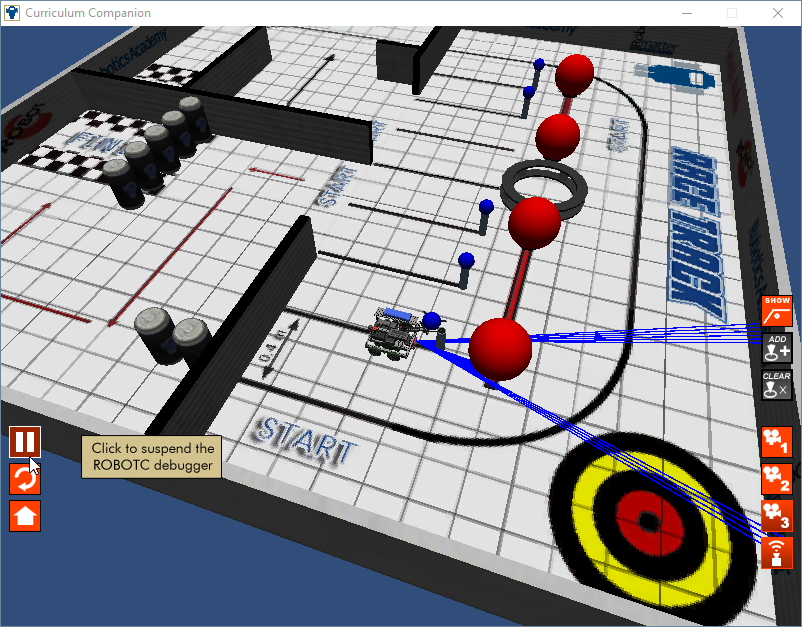 Curriculum Companion
Robotics Academy
START
START
START
RACE TRACK
SHOW
ADD
CLEAR
X
1
2
3
0.4 m
Click to suspend the
ROBOTC debugger
START